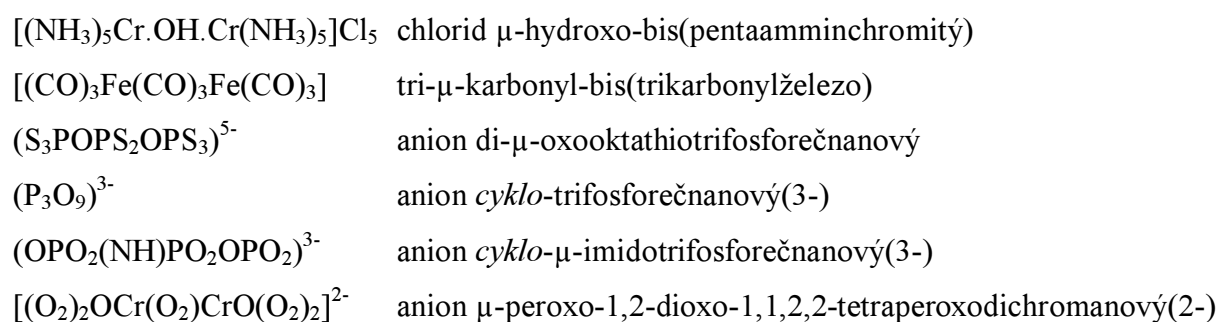 [(NH₃)₅Cr.OH.Cr(NH₃)₅]Cl₅ chlorid µ-hydroxo-bis(pentaamminchromitý)
[(CO)₃Fe(CO)₃Fe(CO)₃] tri-µ-karbonyl-bis(trikarbonylželezo)
(S₃POPS₂OPS₃)⁵⁻ anion di-µ-oxooktathiotrifosforečnanový
(P₃O₉)³⁻ anion cyklo-trifosforečnanový(3-)
(OPO₂(NH)PO₂OPO₂)³⁻ anion cyklo-µ-imidotrifosforečnanový(3-)
[(O₂)₂OCr(O₂)CrO(O₂)₂]²⁻ anion µ-peroxo-1,2-dioxo-1,1,2,2-tetraperoxodichromanový(2-)